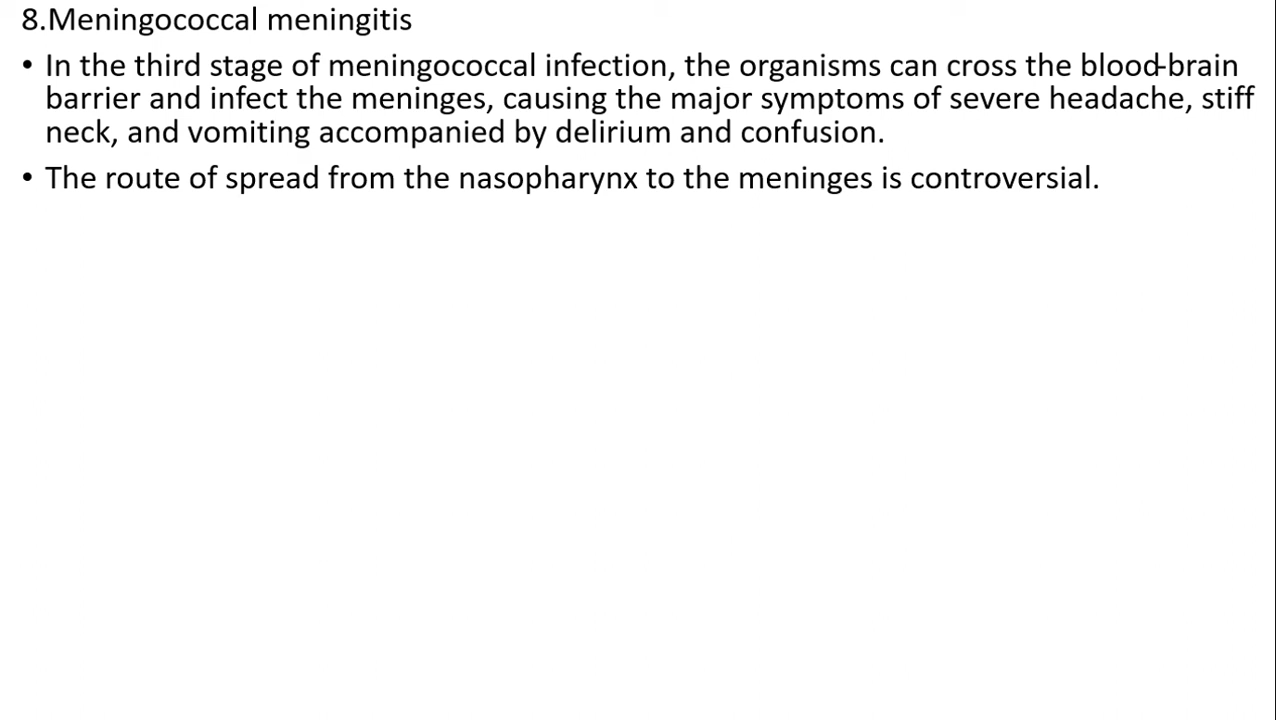 8.Meningococcal meningitis
• In the third stage of meningococcal infection, the organisms can cross the blood-brain
barrier and infect the meninges, causing the major symptoms of severe headache, stiff
neck, and vomiting accompanied by delirium and confusion.
• The route of spread from the nasopharynx to the meninges is controversial.